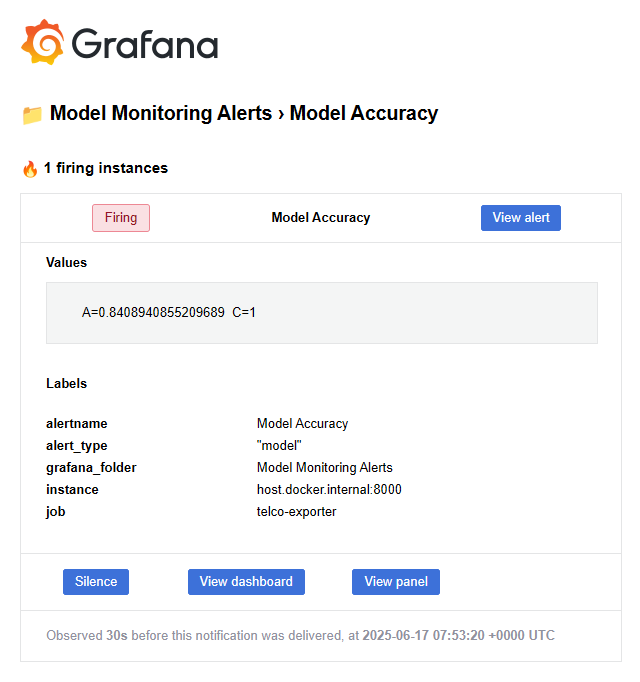 Grafana
Model Monitoring Alerts › Model Accuracy
1 firing instances
Firing Model Accuracy View alert
Values
A=0.8408940855209689 C=1
Labels
alertname Model Accuracy
alert_type "model"
grafana_folder Model Monitoring Alerts
instance host.docker.internal:8000
job telco-exporter
Silence View dashboard View panel
Observed 30s before this notification was delivered, at 2025-06-17 07:53:20 +0000 UTC